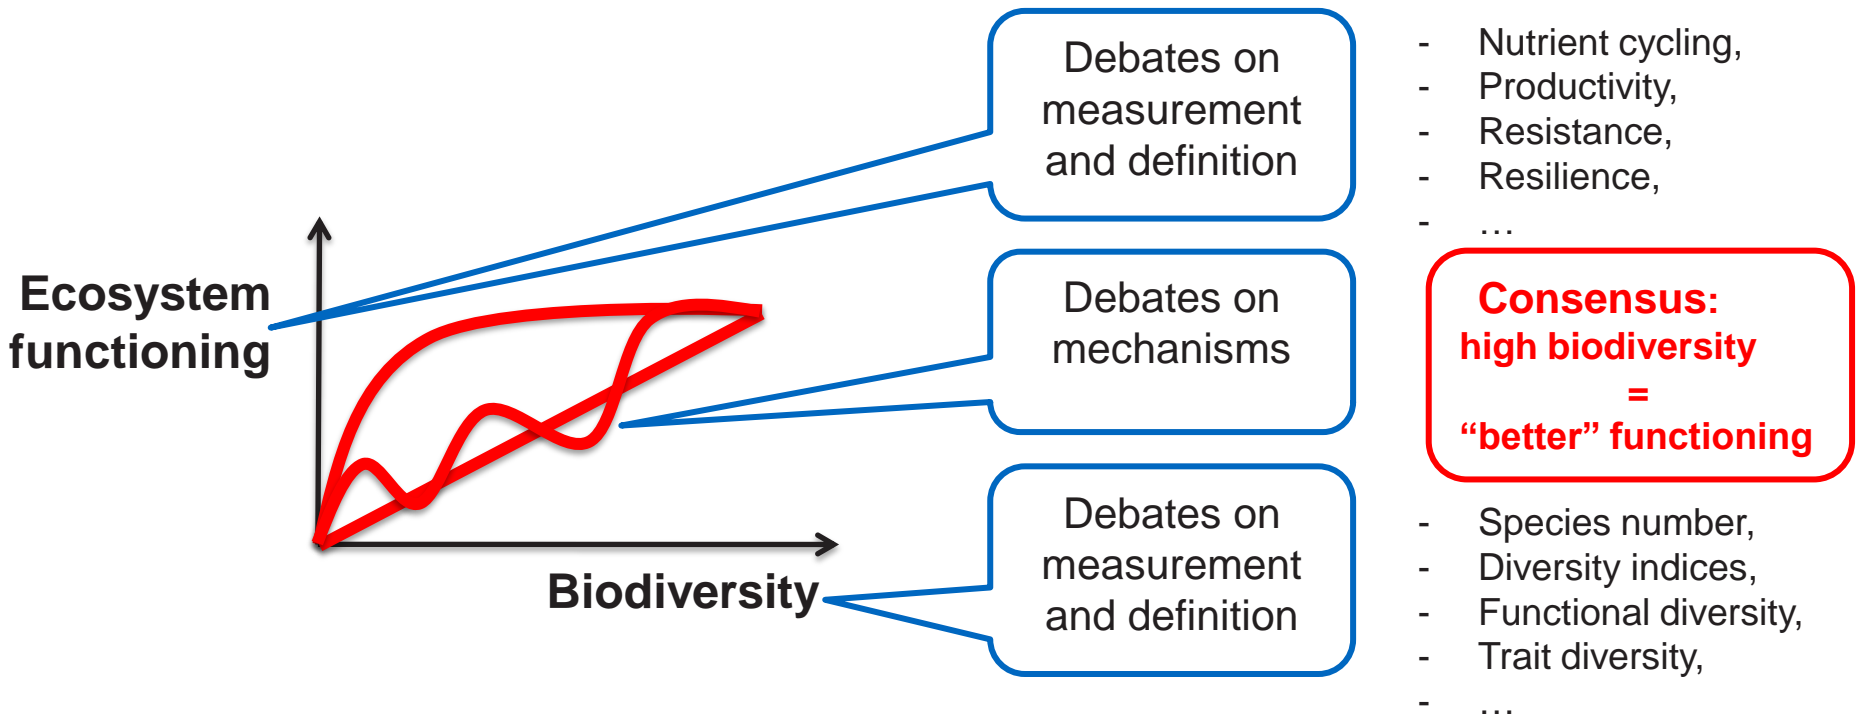 Ecosystem
functioning
Biodiversity
Debates on
measurement
and definition
Debates on
mechanisms
Debates on
measurement
and definition
- Nutrient cycling,
- Productivity,
- Resistance,
- Resilience,
- …
Consensus:
high biodiversity
=
“better” functioning
- Species number,
- Diversity indices,
- Functional diversity,
- Trait diversity,
- …